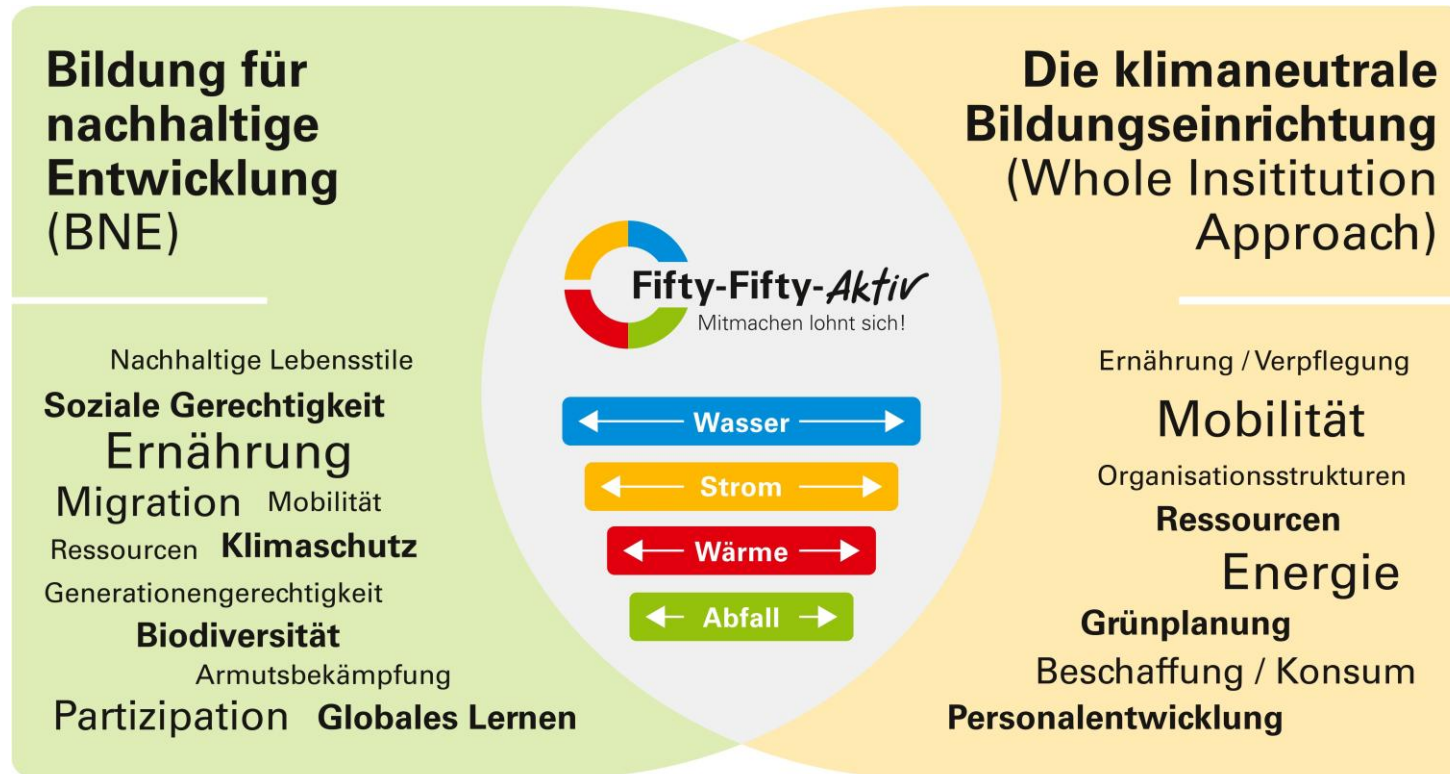 Bildung für
nachhaltige
Entwicklung
(BNE)
Nachhaltige Lebensstile
Soziale Gerechtigkeit
Ernährung
Migration Mobilität
Ressourcen Klimaschutz
Generationengerechtigkeit
Biodiversität
Armutsbekämpfung
Partizipation Globales Lernen
Fifty-Fifty-Aktiv
Mitmachen lohnt sich!
Wasser
Strom
Wärme
Abfall
Die klimaneutrale
Bildungseinrichtung
(Whole Insititution
Approach)
Ernährung / Verpflegung
Mobilität
Organisationsstrukturen
Ressourcen
Energie
Grünplanung
Beschaffung / Konsum
Personalentwicklung